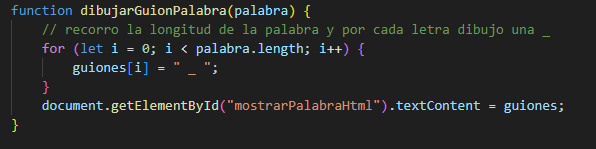 function dibujarGuionPalabra(palabra) {
    // recorro la longitud de la palabra y por cada letra dibujo una _
    for (let i = 0; i < palabra.length; i++) {
        guiones[i] = " _ ";
    }
    document.getElementById("mostrarPalabraHtml").textContent = guiones;
}